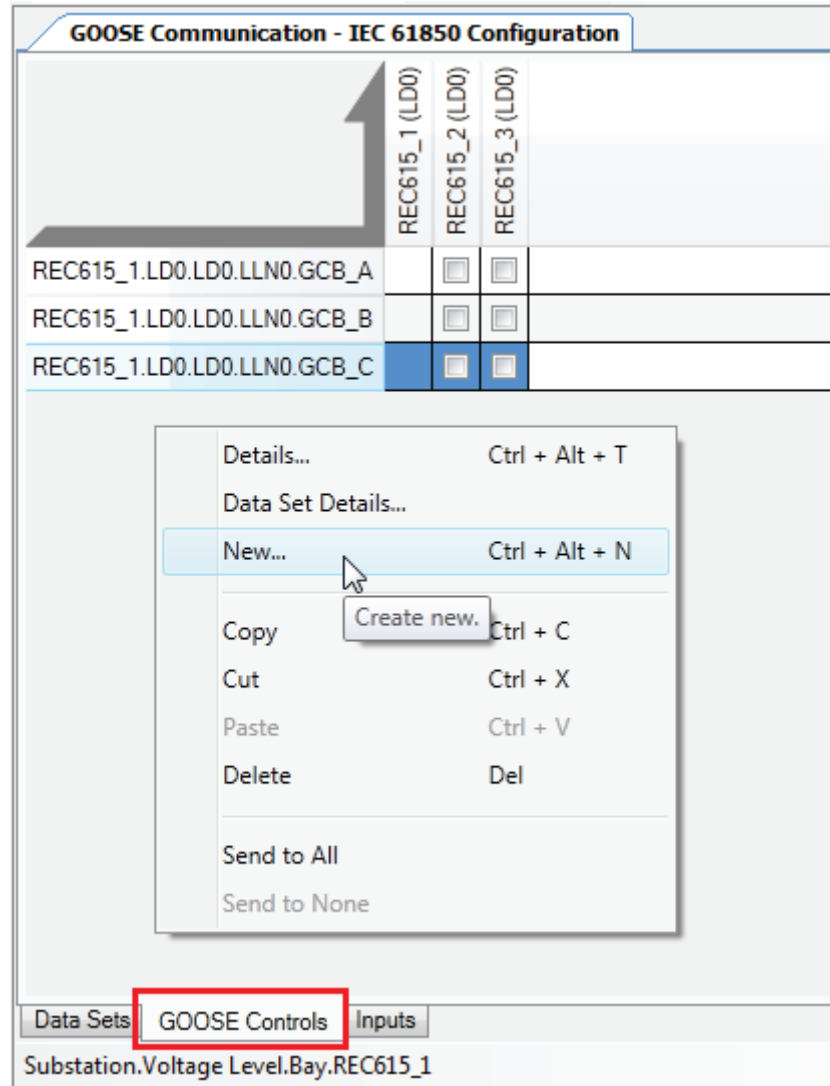 GOOSE Communication - IEC 61850 Configuration
REC615_1 (LD0)
REC615_2 (LD0)
REC615_3 (LD0)
REC615_1.LD0.LD0.LLN0.GCB_A
REC615_1.LD0.LD0.LLN0.GCB_B
REC615_1.LD0.LD0.LLN0.GCB_C
Details... Ctrl + Alt + T
Data Set Details...
New... Ctrl + Alt + N
Create new.
Copy Ctrl + C
Cut Ctrl + X
Paste Ctrl + V
Delete Del
Send to All
Send to None
Data Sets GOOSE Controls Inputs
Substation.Voltage Level.Bay.REC615_1